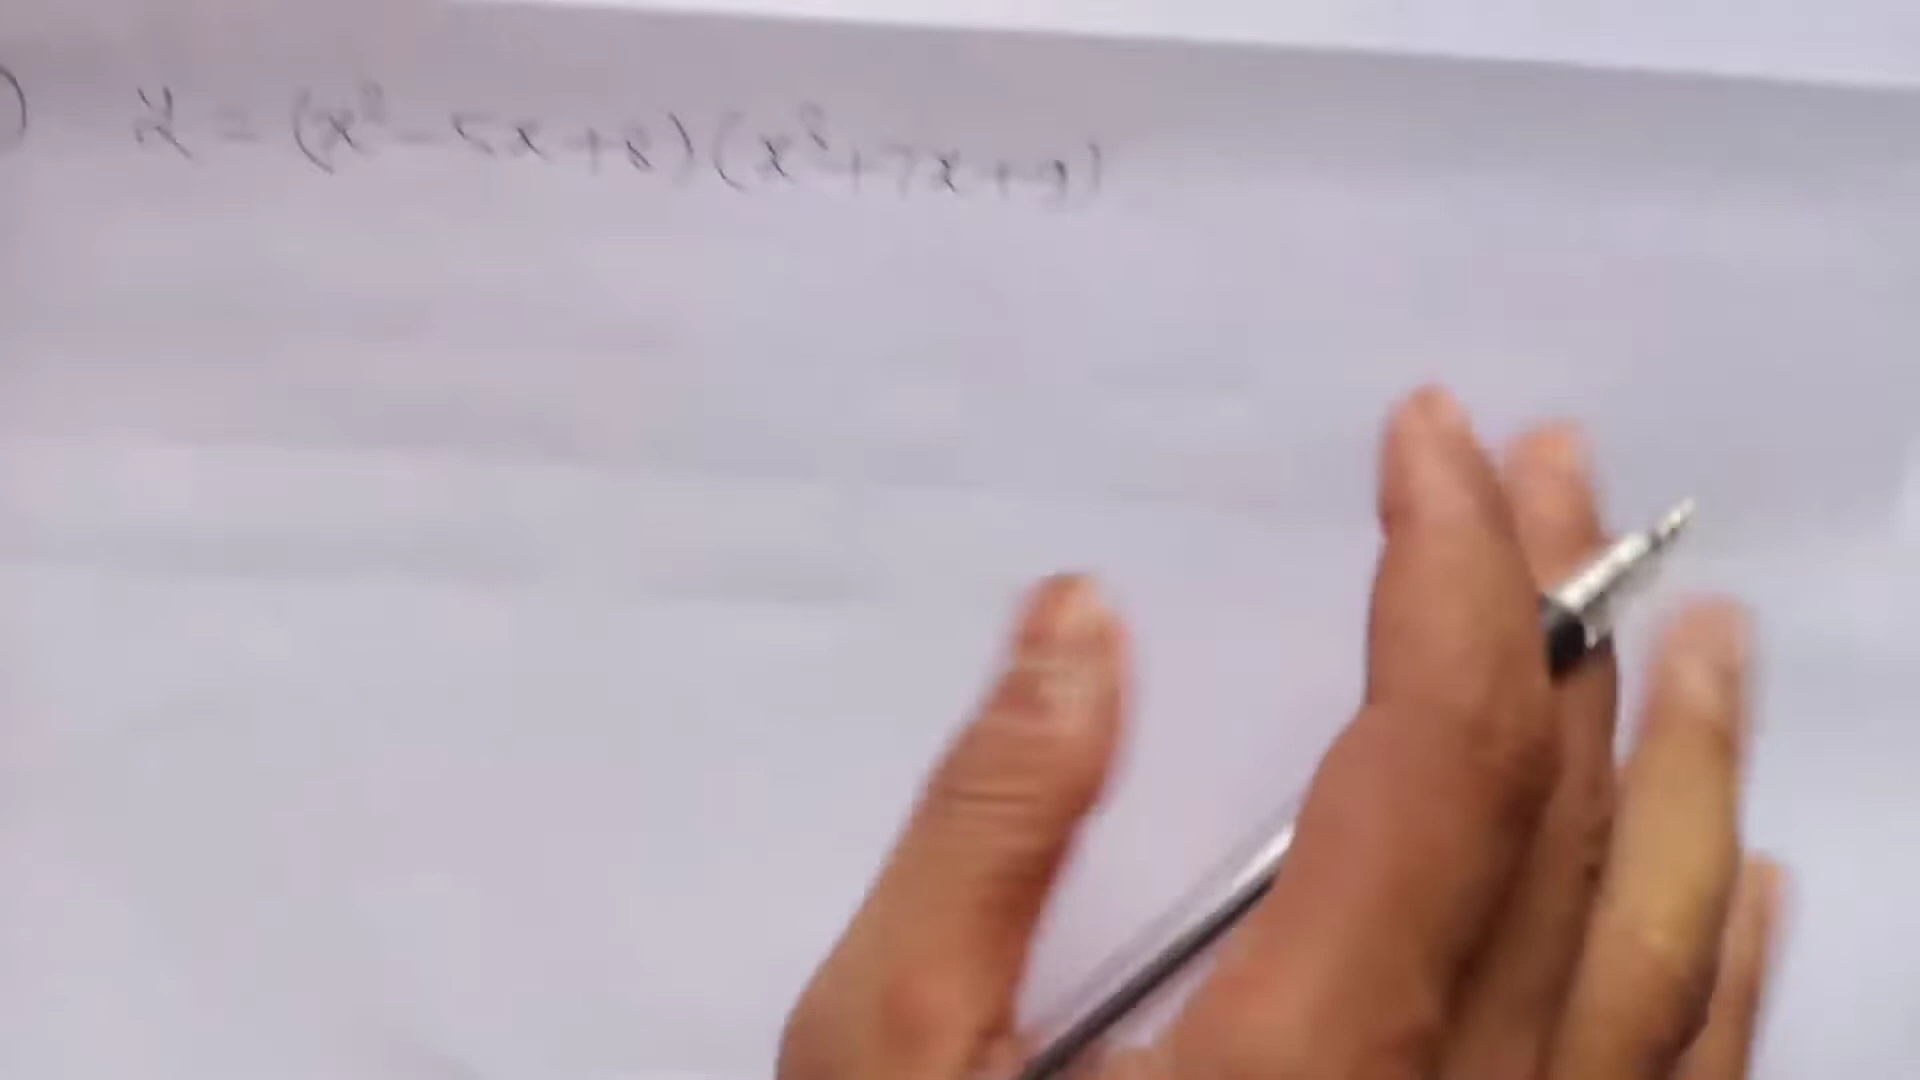 ) y = (x² - 5x + 8)(x² + 7x + 9)